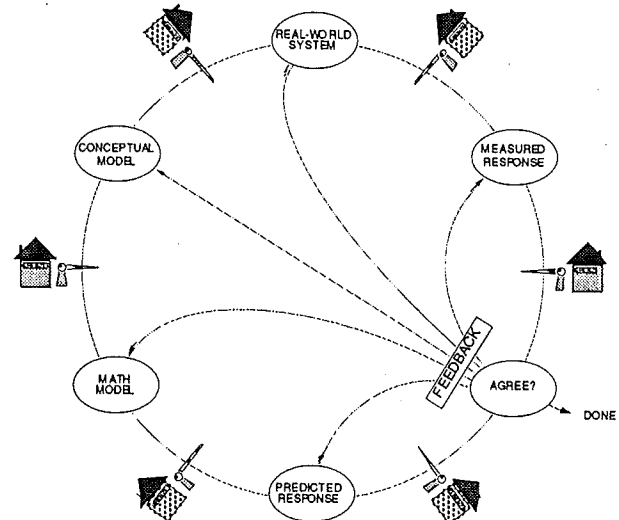 REAL-WORLD
SYSTEM
CONCEPTUAL
MODEL
MEASURED
RESPONSE
MATH
MODEL
FEEDBACK
AGREE?
DONE
PREDICTED
RESPONSE